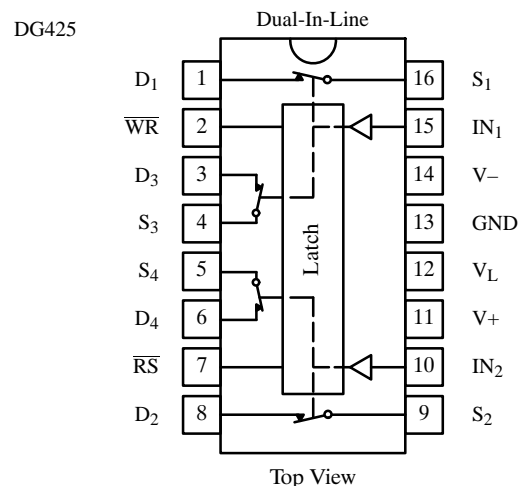 DG425
Dual-In-Line
D1 1 16 S1
WR 2 15 IN1
D3 3 14 V–
S3 4 13 GND
S4 5 12 VL
D4 6 11 V+
RS 7 10 IN2
D2 8 9 S2
Latch
Top View